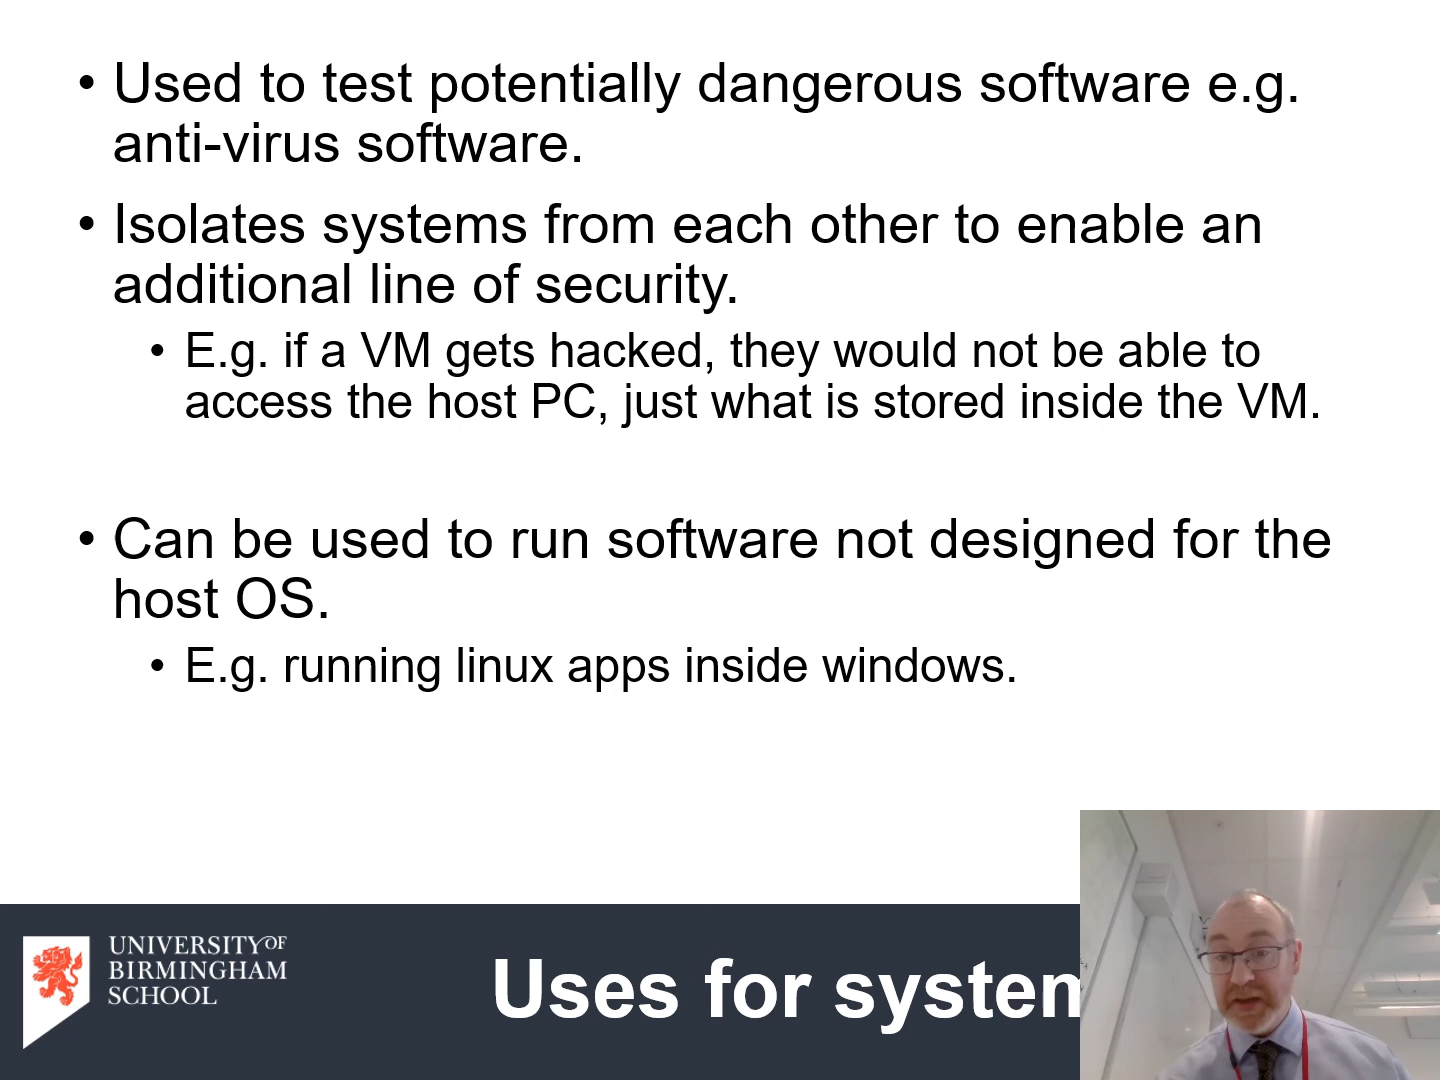 • Used to test potentially dangerous software e.g.
anti-virus software.
• Isolates systems from each other to enable an
additional line of security.
• E.g. if a VM gets hacked, they would not be able to
access the host PC, just what is stored inside the VM.
• Can be used to run software not designed for the
host OS.
• E.g. running linux apps inside windows.
UNIVERSITY OF
BIRMINGHAM
SCHOOL
Uses for